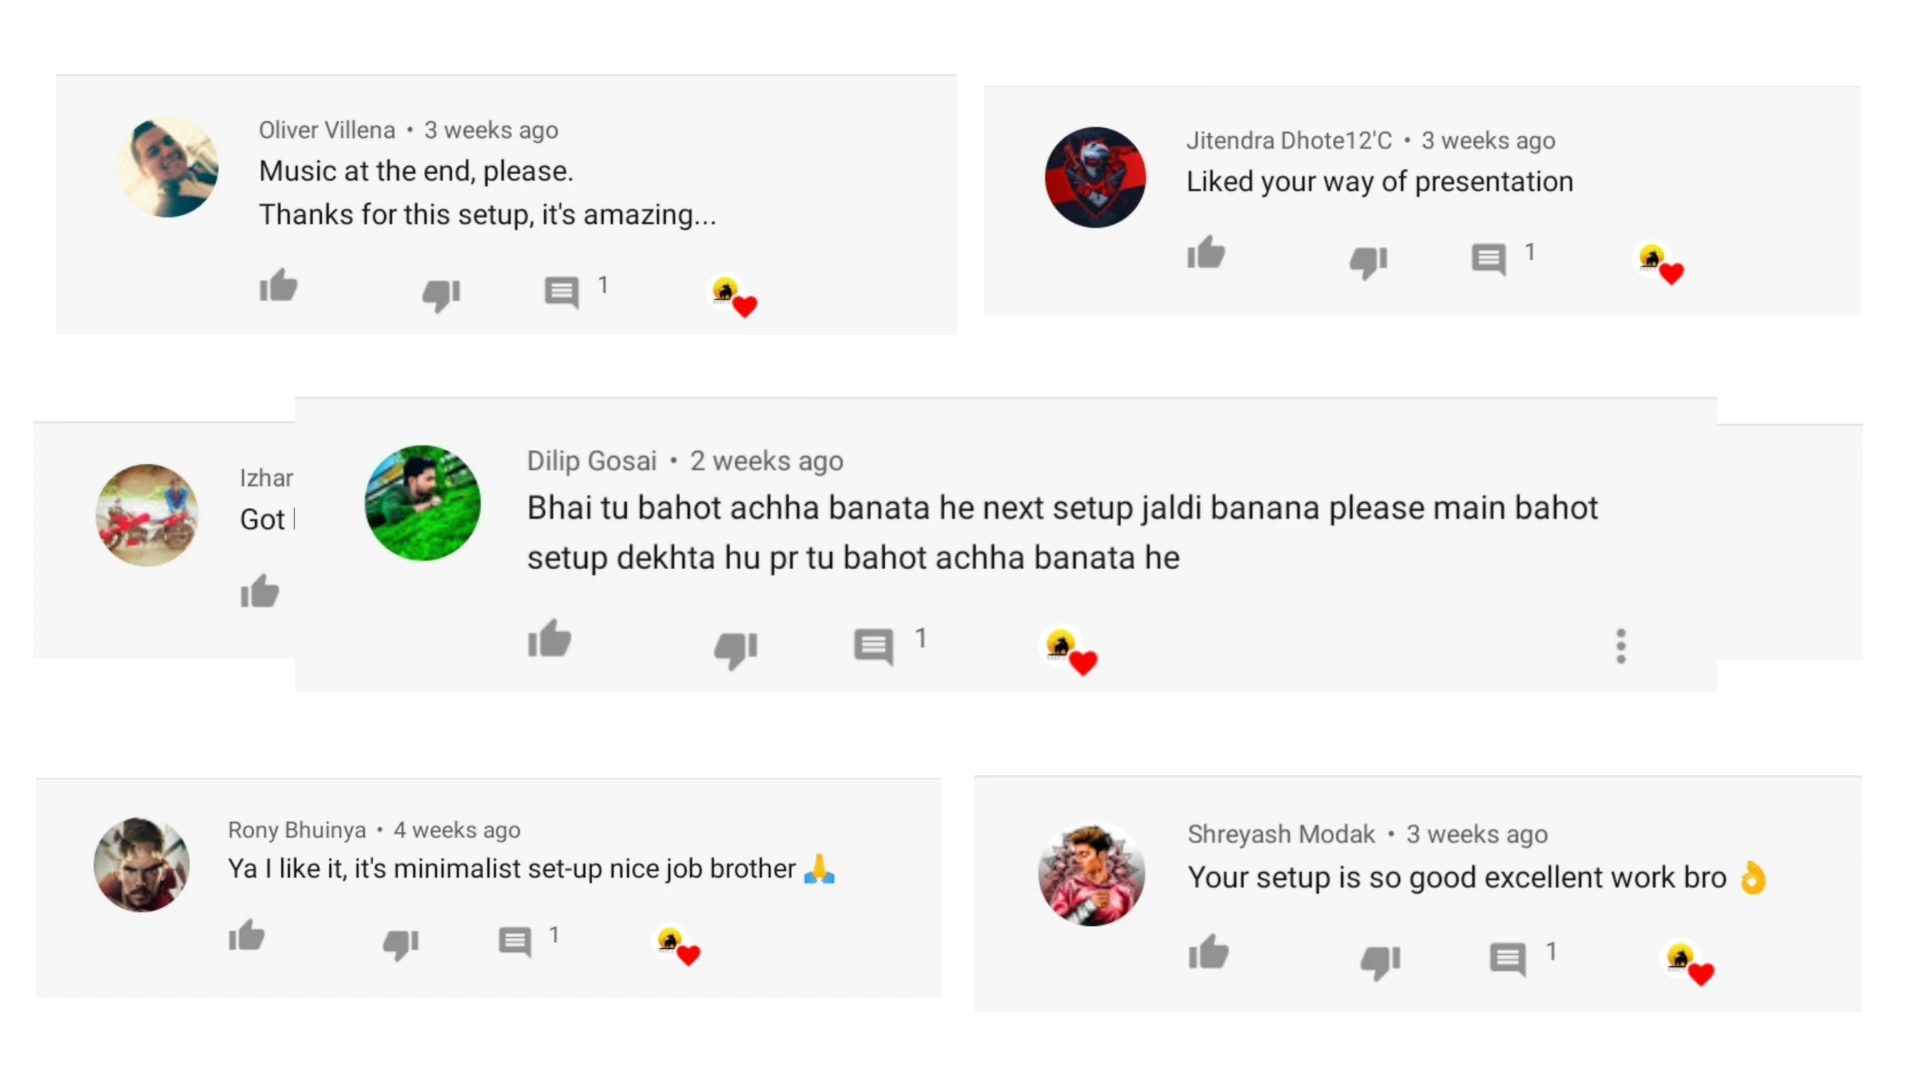 Oliver Villena • 3 weeks ago
Music at the end, please.
Thanks for this setup, it's amazing...
1
Jitendra Dhote12'C • 3 weeks ago
Liked your way of presentation
1
Izhar
Got
Dilip Gosai • 2 weeks ago
Bhai tu bahot achha banata he next setup jaldi banana please main bahot
setup dekhta hu pr tu bahot achha banata he
1
Rony Bhuinya • 4 weeks ago
Ya I like it, it's minimalist set-up nice job brother 🙏
1
Shreyash Modak • 3 weeks ago
Your setup is so good excellent work bro 👌
1